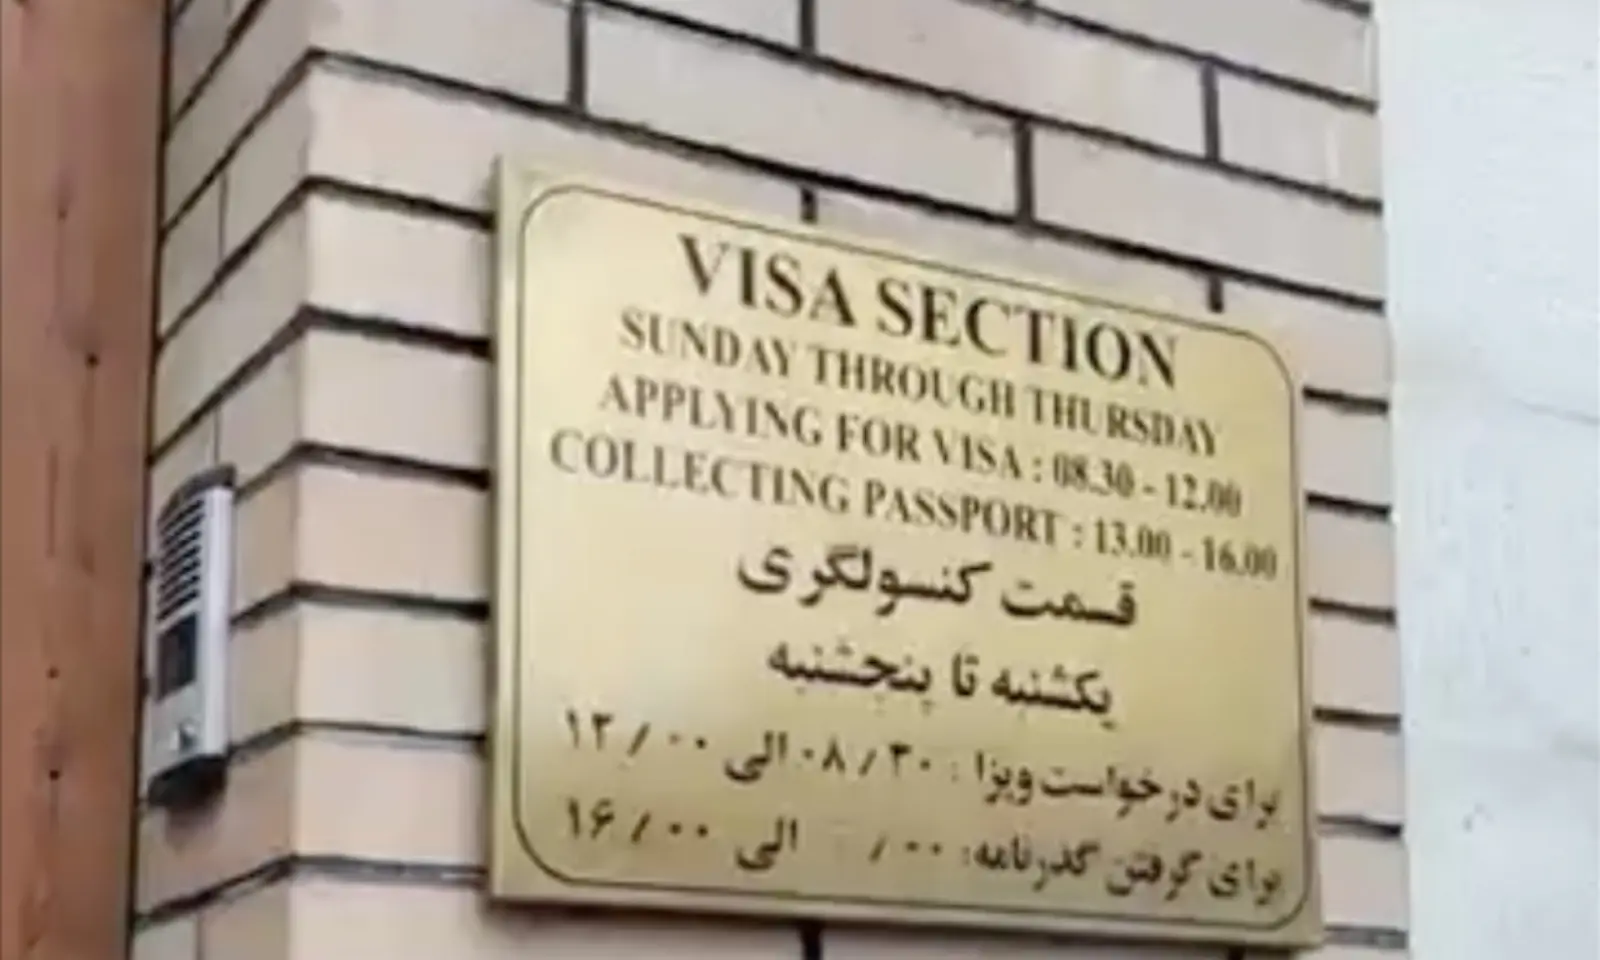 VISA SECTION
SUNDAY THROUGH THURSDAY
APPLYING FOR VISA : 08.30 - 12.00
COLLECTING PASSPORT : 13.00 - 16.00
قسمت کنسولگری
یکشنبه تا پنجشنبه
برای درخواست ویزا : ۰۸/۳۰ الی ۱۲/۰۰
برای گرفتن گذرنامه: /۰۰ الی ۱۶/۰۰